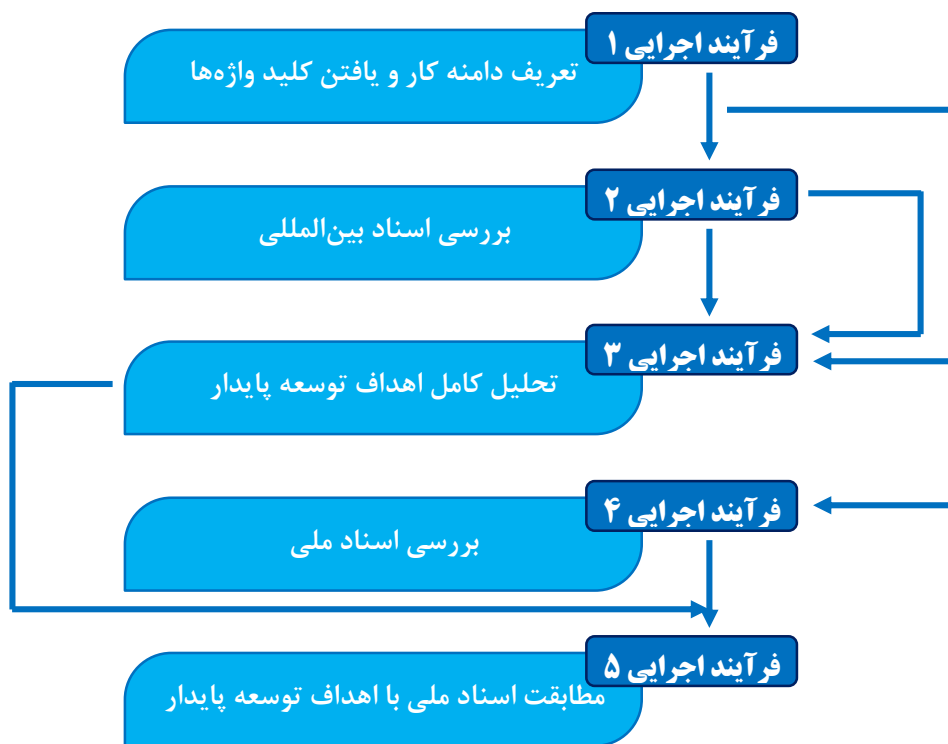 فرآیند اجرایی ۱
تعریف دامنه کار و یافتن کلید واژه‌ها
فرآیند اجرایی ۲
بررسی اسناد بین‌المللی
فرآیند اجرایی ۳
تحلیل کامل اهداف توسعه پایدار
فرآیند اجرایی ۴
بررسی اسناد ملی
فرآیند اجرایی ۵
مطابقت اسناد ملی با اهداف توسعه پایدار